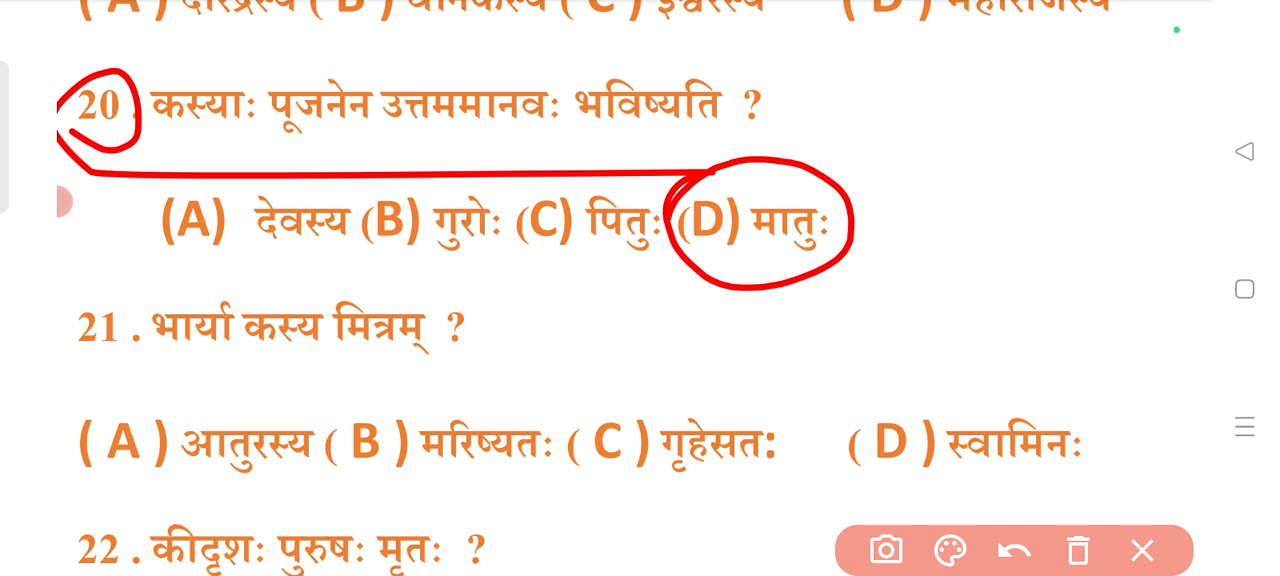 20 . कस्याः पूजनेन उत्तममानवः भविष्यति ?
(A) देवस्य (B) गुरोः (C) पितुः (D) मातुः
21 . भार्या कस्य मित्रम् ?
( A ) आतुरस्य ( B ) मरिष्यतः ( C ) गृहेसत: ( D ) स्वामिनः
22 . कीदृशः पुरुषः मृतः ?